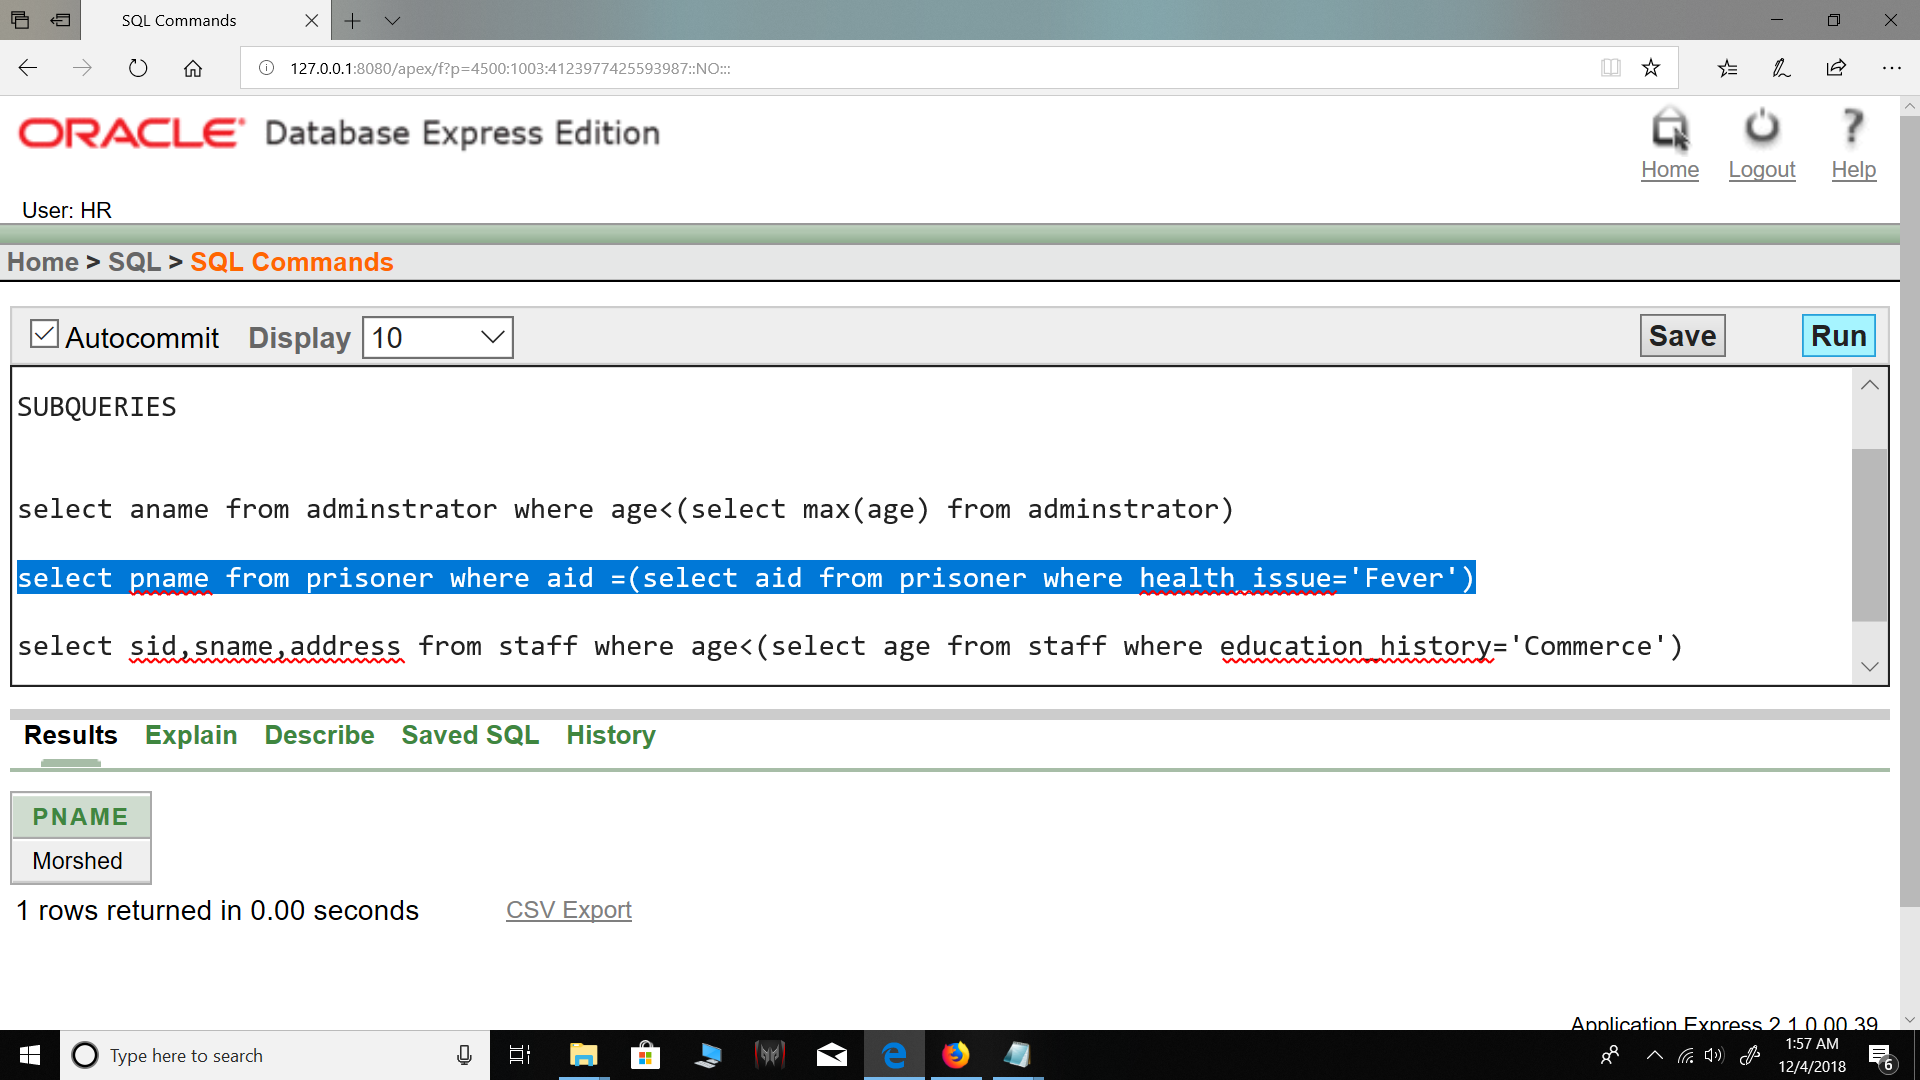 SQL Commands
127.0.0.1:8080/apex/f?p=4500:1003:4123977425593987::NO:::
ORACLE Database Express Edition
Home Logout Help
User: HR
Home > SQL > SQL Commands
Autocommit Display 10 Save Run
SUBQUERIES
select aname from adminstrator where age<(select max(age) from adminstrator)
select pname from prisoner where aid =(select aid from prisoner where health_issue='Fever')
select sid,sname,address from staff where age<(select age from staff where education_history='Commerce')
Results Explain Describe Saved SQL History
PNAME
Morshed
1 rows returned in 0.00 seconds CSV Export
Application Express 2.1.0.00.39
Type here to search
1:57 AM
12/4/2018
6